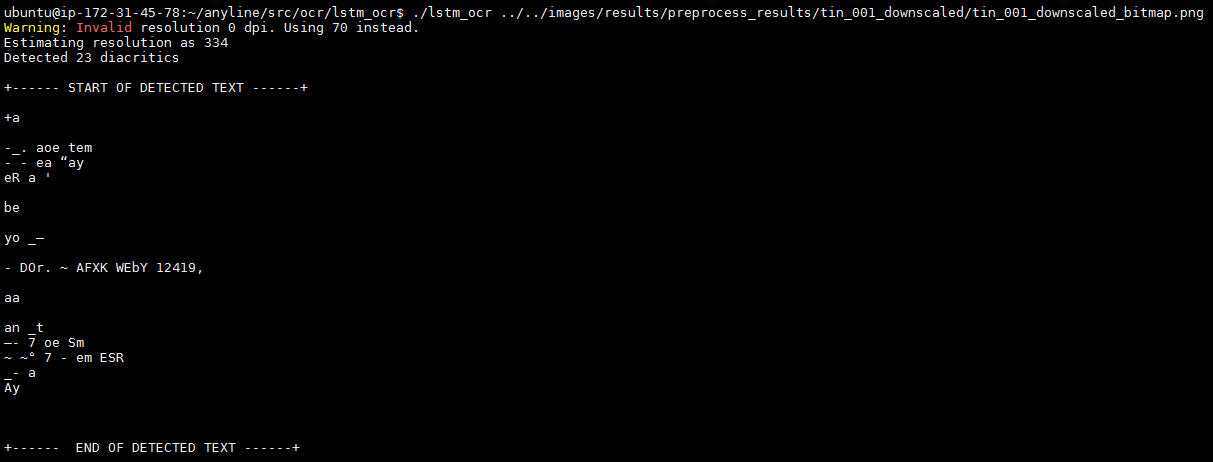 ubuntu@ip-172-31-45-78:~/anyline/src/ocr/lstm_ocr$ ./lstm_ocr ../../images/results/preprocess_results/tin_001_downscaled/tin_001_downscaled_bitmap.png
Warning: Invalid resolution 0 dpi. Using 70 instead.
Estimating resolution as 334
Detected 23 diacritics
+------ START OF DETECTED TEXT ------+
+a
-_. aoe tem
- - ea “ay
eR a '
be
yo _—
- DOr. ~ AFXK WEbY 12419,
aa
an _t
—- 7 oe Sm
~ ~° 7 - em ESR
_- a
Ay
+------  END OF DETECTED TEXT ------+